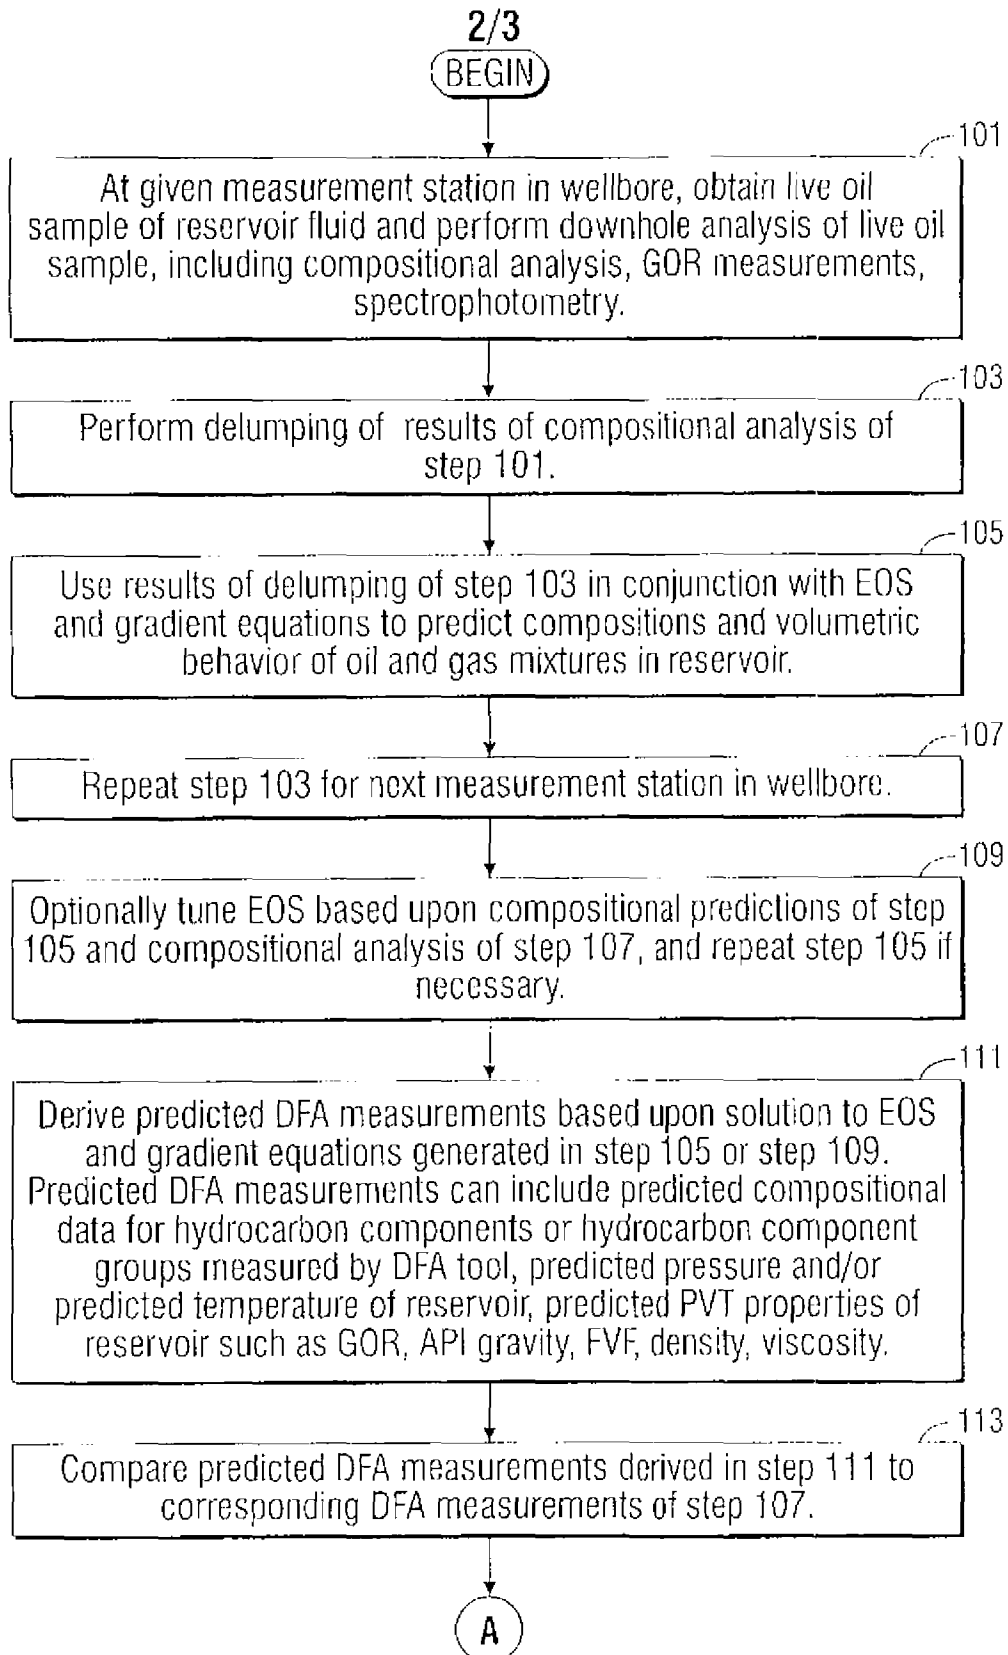 2/3
BEGIN
101
At given measurement station in wellbore, obtain live oil
sample of reservoir fluid and perform downhole analysis of live oil
sample, including compositional analysis, GOR measurements,
spectrophotometry.
103
Perform delumping of results of compositional analysis of
step 101.
105
Use results of delumping of step 103 in conjunction with EOS
and gradient equations to predict compositions and volumetric
behavior of oil and gas mixtures in reservoir.
107
Repeat step 103 for next measurement station in wellbore.
109
Optionally tune EOS based upon compositional predictions of step
105 and compositional analysis of step 107, and repeat step 105 if
necessary.
111
Derive predicted DFA measurements based upon solution to EOS
and gradient equations generated in step 105 or step 109.
Predicted DFA measurements can include predicted compositional
data for hydrocarbon components or hydrocarbon component
groups measured by DFA tool, predicted pressure and/or
predicted temperature of reservoir, predicted PVT properties of
reservoir such as GOR, API gravity, FVF, density, viscosity.
113
Compare predicted DFA measurements derived in step 111 to
corresponding DFA measurements of step 107.
A